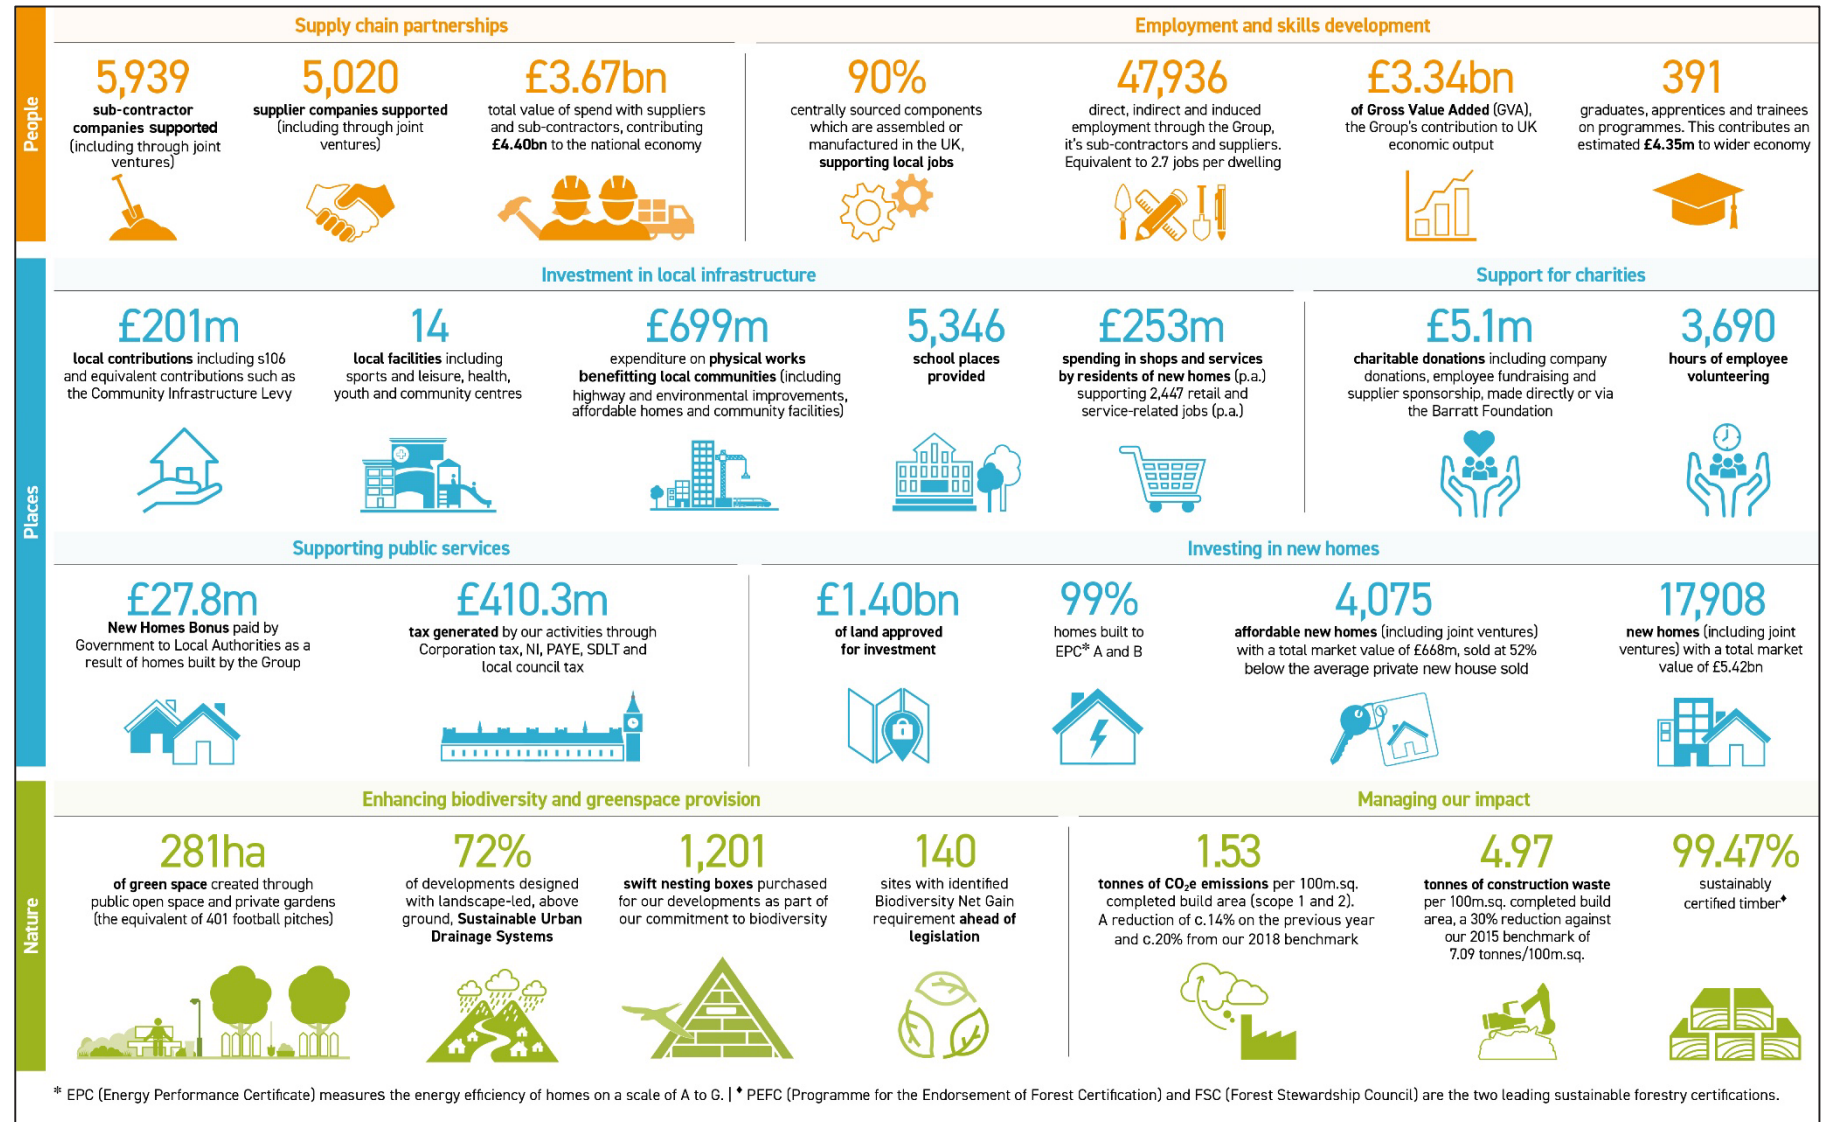 People
Supply chain partnerships
5,939
sub-contractor
companies supported
(including through joint
ventures)
5,020
supplier companies supported
(including through joint
ventures)
£3.67bn
total value of spend with suppliers
and sub-contractors, contributing
£4.40bn to the national economy
Employment and skills development
90%
centrally sourced components
which are assembled or
manufactured in the UK,
supporting local jobs
47,936
direct, indirect and induced
employment through the Group,
it's sub-contractors and suppliers.
Equivalent to 2.7 jobs per dwelling
£3.34bn
of Gross Value Added (GVA),
the Group's contribution to UK
economic output
391
graduates, apprentices and trainees
on programmes. This contributes an
estimated £4.35m to wider economy
Places
Investment in local infrastructure
£201m
local contributions including s106
and equivalent contributions such as
the Community Infrastructure Levy
14
local facilities including
sports and leisure, health,
youth and community centres
£699m
expenditure on physical works
benefitting local communities (including
highway and environmental improvements,
affordable homes and community facilities)
5,346
school places
provided
£253m
spending in shops and services
by residents of new homes (p.a.)
supporting 2,447 retail and
service-related jobs (p.a.)
Support for charities
£5.1m
charitable donations including company
donations, employee fundraising and
supplier sponsorship, made directly or via
the Barratt Foundation
3,690
hours of employee
volunteering
Supporting public services
£27.8m
New Homes Bonus paid by
Government to Local Authorities as a
result of homes built by the Group
£410.3m
tax generated by our activities through
Corporation tax, NI, PAYE, SDLT and
local council tax
Investing in new homes
£1.40bn
of land approved
for investment
99%
homes built to
EPC* A and B
4,075
affordable new homes (including joint ventures)
with a total market value of £668m, sold at 52%
below the average private new house sold
17,908
new homes (including joint
ventures) with a total market
value of £5.42bn
Nature
Enhancing biodiversity and greenspace provision
281ha
of green space created through
public open space and private gardens
(the equivalent of 401 football pitches)
72%
of developments designed
with landscape-led, above
ground, Sustainable Urban
Drainage Systems
1,201
swift nesting boxes purchased
for our developments as part of
our commitment to biodiversity
140
sites with identified
Biodiversity Net Gain
requirement ahead of
legislation
Managing our impact
1.53
tonnes of CO₂e emissions per 100m.sq.
completed build area (scope 1 and 2).
A reduction of c.14% on the previous year
and c.20% from our 2018 benchmark
4.97
tonnes of construction waste
per 100m.sq. completed build
area, a 30% reduction against
our 2015 benchmark of
7.09 tonnes/100m.sq.
99.47%
sustainably
certified timber♦
* EPC (Energy Performance Certificate) measures the energy efficiency of homes on a scale of A to G. | ♦ PEFC (Programme for the Endorsement of Forest Certification) and FSC (Forest Stewardship Council) are the two leading sustainable forestry certifications.